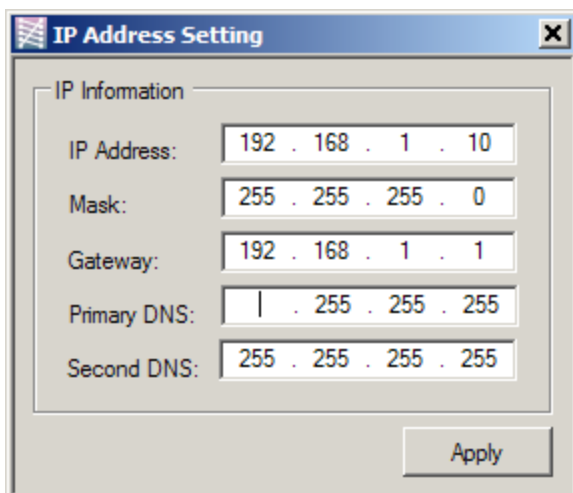 IP Address Setting
IP Information
IP Address: 192 . 168 . 1 . 10
Mask: 255 . 255 . 255 . 0
Gateway: 192 . 168 . 1 . 1
Primary DNS: . 255 . 255 . 255
Second DNS: 255 . 255 . 255 . 255
Apply